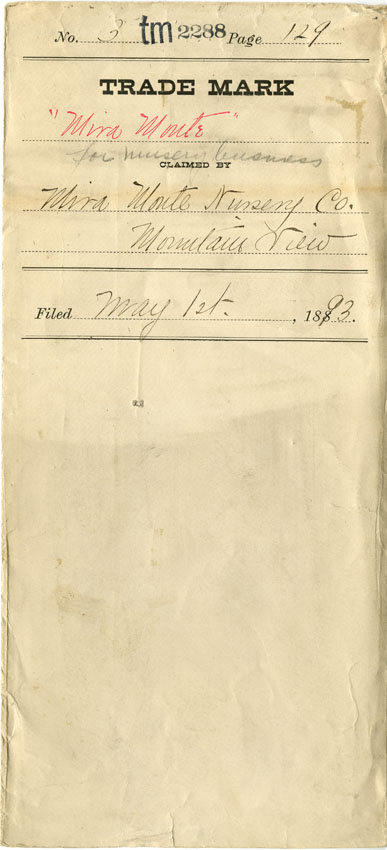 No. 3 tm 2288 Page 129
TRADE MARK
"Mira Monte"
for nursery business
CLAIMED BY
Mira Monte Nursery Co.
Mountain View
Filed May 1st. , 1893.